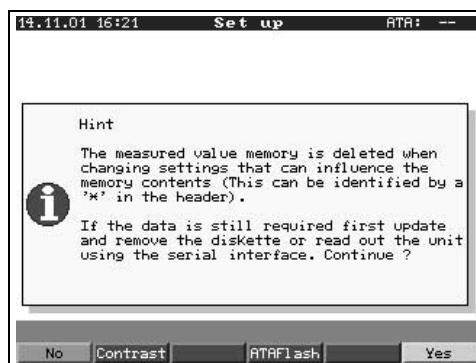 14.11.01 16:21 Set up ATA: --
Hint
The measured value memory is deleted when
changing settings that can influence the
memory contents (This can be identified by a
'*' in the header).
If the data is still required first update
and remove the diskette or read out the unit
using the serial interface. Continue ?
No Contrast ATAFlash Yes